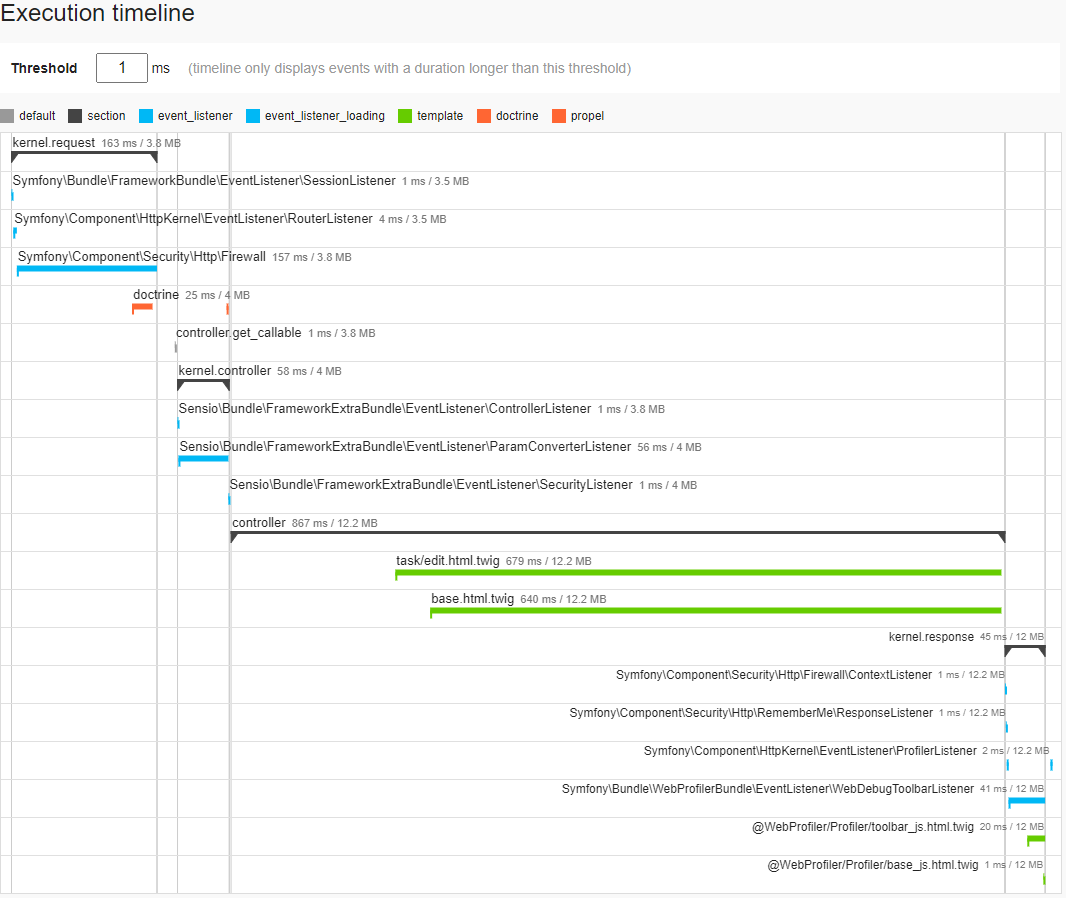 Execution timeline
Threshold 1 ms (timeline only displays events with a duration longer than this threshold)
default section event_listener event_listener_loading template doctrine propel
kernel.request 163 ms / 3.8 MB
Symfony\Bundle\FrameworkBundle\EventListener\SessionListener 1 ms / 3.5 MB
Symfony\Component\HttpKernel\EventListener\RouterListener 4 ms / 3.5 MB
Symfony\Component\Security\Http\Firewall 157 ms / 3.8 MB
doctrine 25 ms / 4 MB
controller.get_callable 1 ms / 3.8 MB
kernel.controller 58 ms / 4 MB
Sensio\Bundle\FrameworkExtraBundle\EventListener\ControllerListener 1 ms / 3.8 MB
Sensio\Bundle\FrameworkExtraBundle\EventListener\ParamConverterListener 56 ms / 4 MB
Sensio\Bundle\FrameworkExtraBundle\EventListener\SecurityListener 1 ms / 4 MB
controller 867 ms / 12.2 MB
task/edit.html.twig 679 ms / 12.2 MB
base.html.twig 640 ms / 12.2 MB
kernel.response 45 ms / 12 MB
Symfony\Component\Security\Http\Firewall\ContextListener 1 ms / 12.2 MB
Symfony\Component\Security\Http\RememberMe\ResponseListener 1 ms / 12.2 MB
Symfony\Component\HttpKernel\EventListener\ProfilerListener 2 ms / 12.2 MB
Symfony\Bundle\WebProfilerBundle\EventListener\WebDebugToolbarListener 41 ms / 12 MB
@WebProfiler/Profiler/toolbar_js.html.twig 20 ms / 12 MB
@WebProfiler/Profiler/base_js.html.twig 1 ms / 12 MB